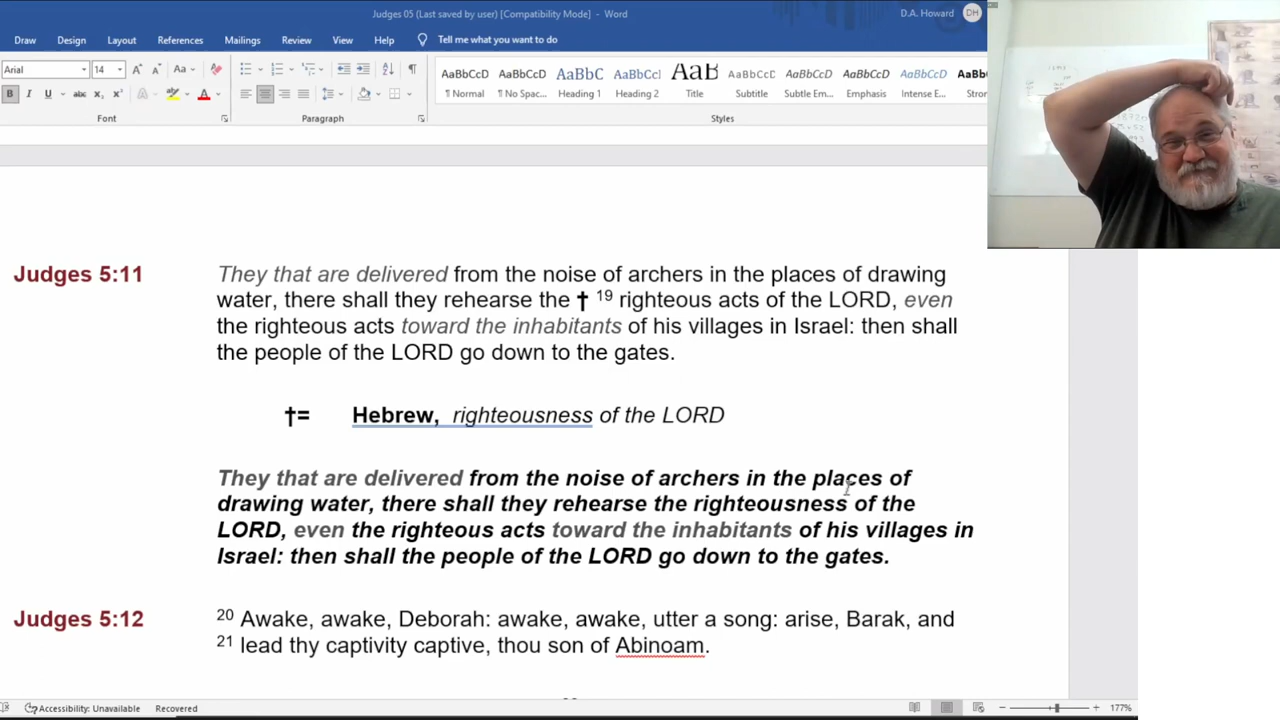 Judges 05 (Last saved by user) [Compatibility Mode] - Word
D.A. Howard
DH
Draw Design Layout References Mailings Review View Help Tell me what you want to do
Arial 14 Aa
AaBbCcD AaBbCcD AaBbC AaBbCcI AaB AaBbCcD AaBbCcD AaBbCcD AaBbCcD AaBb
B I U abc x₂ x² A A
¶ Normal ¶ No Spac... Heading 1 Heading 2 Title Subtitle Subtle Em... Emphasis Intense E... Stro
Font Paragraph Styles
Judges 5:11 They that are delivered from the noise of archers in the places of drawing
water, there shall they rehearse the † 19 righteous acts of the LORD, even
the righteous acts toward the inhabitants of his villages in Israel: then shall
the people of the LORD go down to the gates.
†= Hebrew, righteousness of the LORD
They that are delivered from the noise of archers in the places of
drawing water, there shall they rehearse the righteousness of the
LORD, even the righteous acts toward the inhabitants of his villages in
Israel: then shall the people of the LORD go down to the gates.
Judges 5:12 20 Awake, awake, Deborah: awake, awake, utter a song: arise, Barak, and
21 lead thy captivity captive, thou son of Abinoam.
Accessibility: Unavailable Recovered 177%